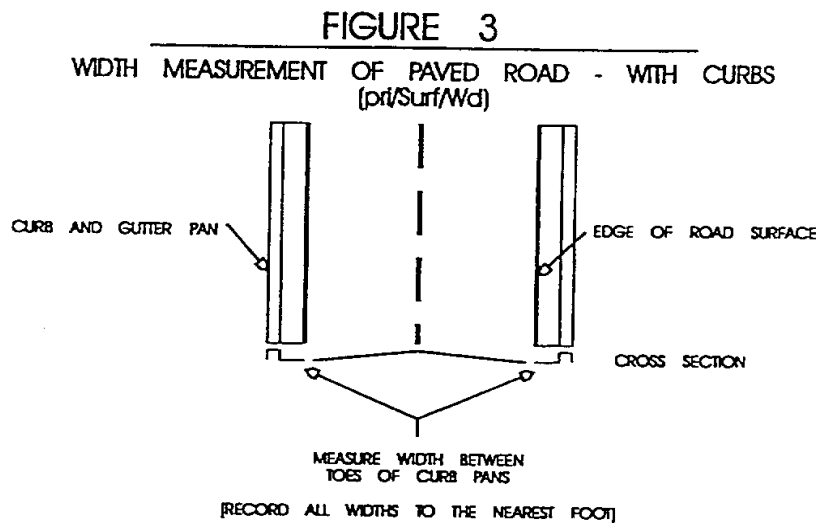 FIGURE 3
WIDTH MEASUREMENT OF PAVED ROAD - WITH CURBS
(pri/Surf/Wd)
CURB AND GUTTER PAN
EDGE OF ROAD SURFACE
CROSS SECTION
MEASURE WIDTH BETWEEN
TOES OF CURB PANS
[RECORD ALL WIDTHS TO THE NEAREST FOOT]